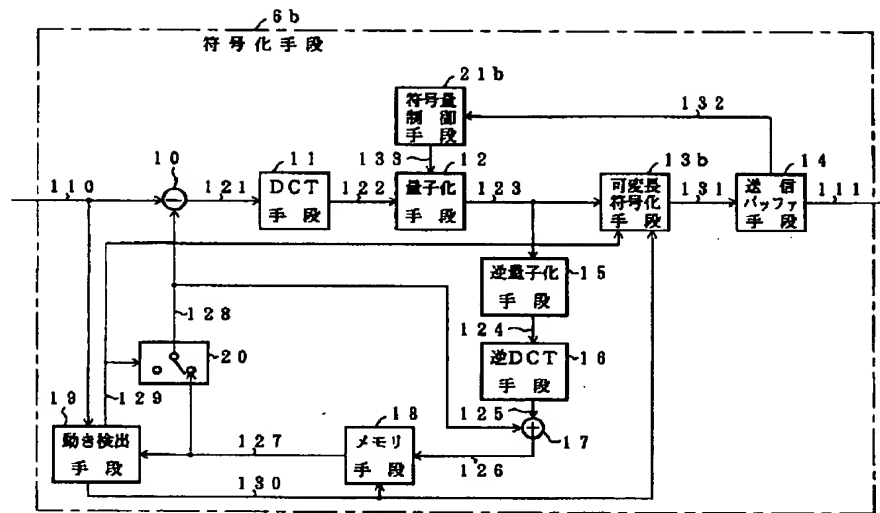 6b
符号化手段
21b
符号量
制御
手段
132
133
10
11
12
13b
14
110
121
DCT
手段
122
量子化
手段
123
可変長
符号化
手段
131
送信
バッファ
手段
111
逆量子化
手段
15
128
124
20
逆DCT
手段
16
19
129
125
17
18
動き検出
手段
127
メモリ
手段
126
130